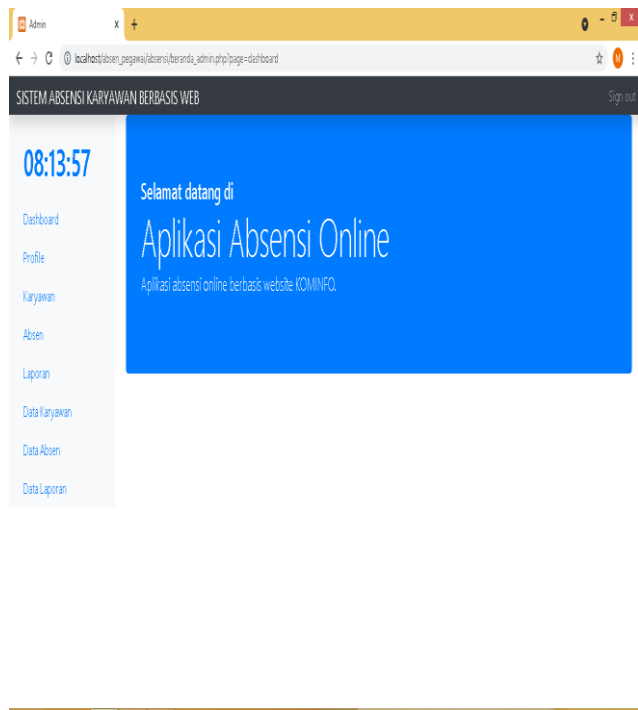 Admin
localhost/absen_pegawai/absensi/beranda_admin.php?page=dashboard
M
SISTEM ABSENSI KARYAWAN BERBASIS WEB
Sign out
08:13:57
Dashboard
Profile
Karyawan
Absen
Laporan
Data Karyawan
Data Absen
Data Laporan
Selamat datang di
Aplikasi Absensi Online
Aplikasi absensi online berbasis website KOMINFO.